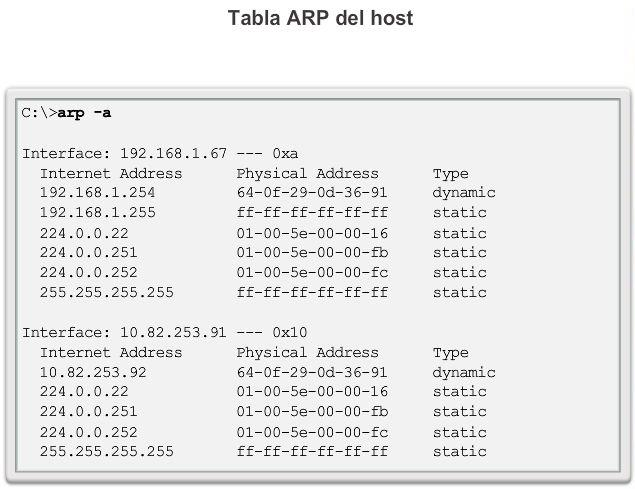 Tabla ARP del host
C:\>arp -a
Interface: 192.168.1.67 --- 0xa
Internet Address Physical Address Type
192.168.1.254 64-0f-29-0d-36-91 dynamic
192.168.1.255 ff-ff-ff-ff-ff-ff static
224.0.0.22 01-00-5e-00-00-16 static
224.0.0.251 01-00-5e-00-00-fb static
224.0.0.252 01-00-5e-00-00-fc static
255.255.255.255 ff-ff-ff-ff-ff-ff static
Interface: 10.82.253.91 --- 0x10
Internet Address Physical Address Type
10.82.253.92 64-0f-29-0d-36-91 dynamic
224.0.0.22 01-00-5e-00-00-16 static
224.0.0.251 01-00-5e-00-00-fb static
224.0.0.252 01-00-5e-00-00-fc static
255.255.255.255 ff-ff-ff-ff-ff-ff static